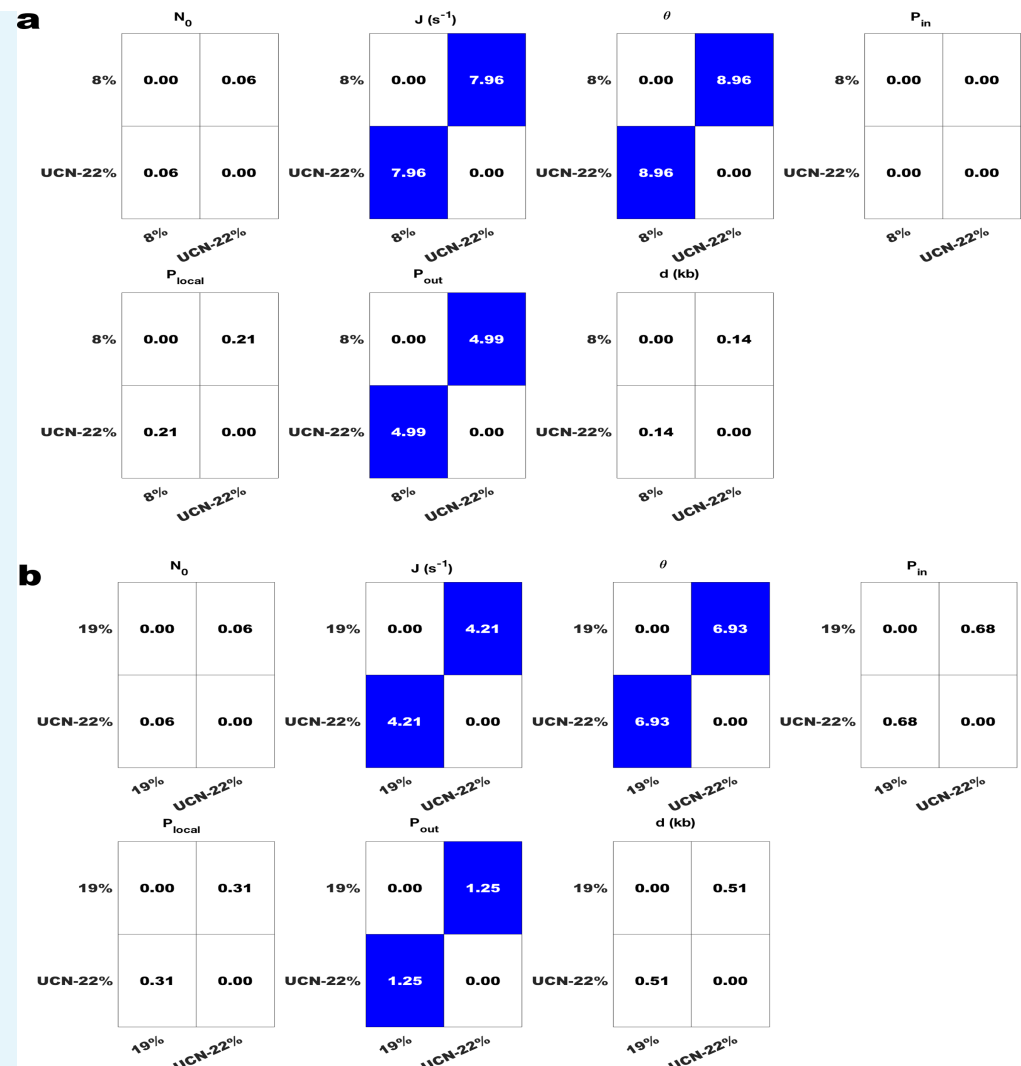 a
N0 J (s-1) θ Pin
8% 0.00 0.06 8% 0.00 7.96 8% 0.00 8.96 8% 0.00 0.00
UCN-22% 0.06 0.00 UCN-22% 7.96 0.00 UCN-22% 8.96 0.00 UCN-22% 0.00 0.00
8% UCN-22% 8% UCN-22% 8% UCN-22% 8% UCN-22%
Plocal Pout d (kb)
8% 0.00 0.21 8% 0.00 4.99 8% 0.00 0.14
UCN-22% 0.21 0.00 UCN-22% 4.99 0.00 UCN-22% 0.14 0.00
8% UCN-22% 8% UCN-22% 8% UCN-22%
b
N0 J (s-1) θ Pin
19% 0.00 0.06 19% 0.00 4.21 19% 0.00 6.93 19% 0.00 0.68
UCN-22% 0.06 0.00 UCN-22% 4.21 0.00 UCN-22% 6.93 0.00 UCN-22% 0.68 0.00
19% UCN-22% 19% UCN-22% 19% UCN-22% 19% UCN-22%
Plocal Pout d (kb)
19% 0.00 0.31 19% 0.00 1.25 19% 0.00 0.51
UCN-22% 0.31 0.00 UCN-22% 1.25 0.00 UCN-22% 0.51 0.00
19% UCN-22% 19% UCN-22% 19% UCN-22%